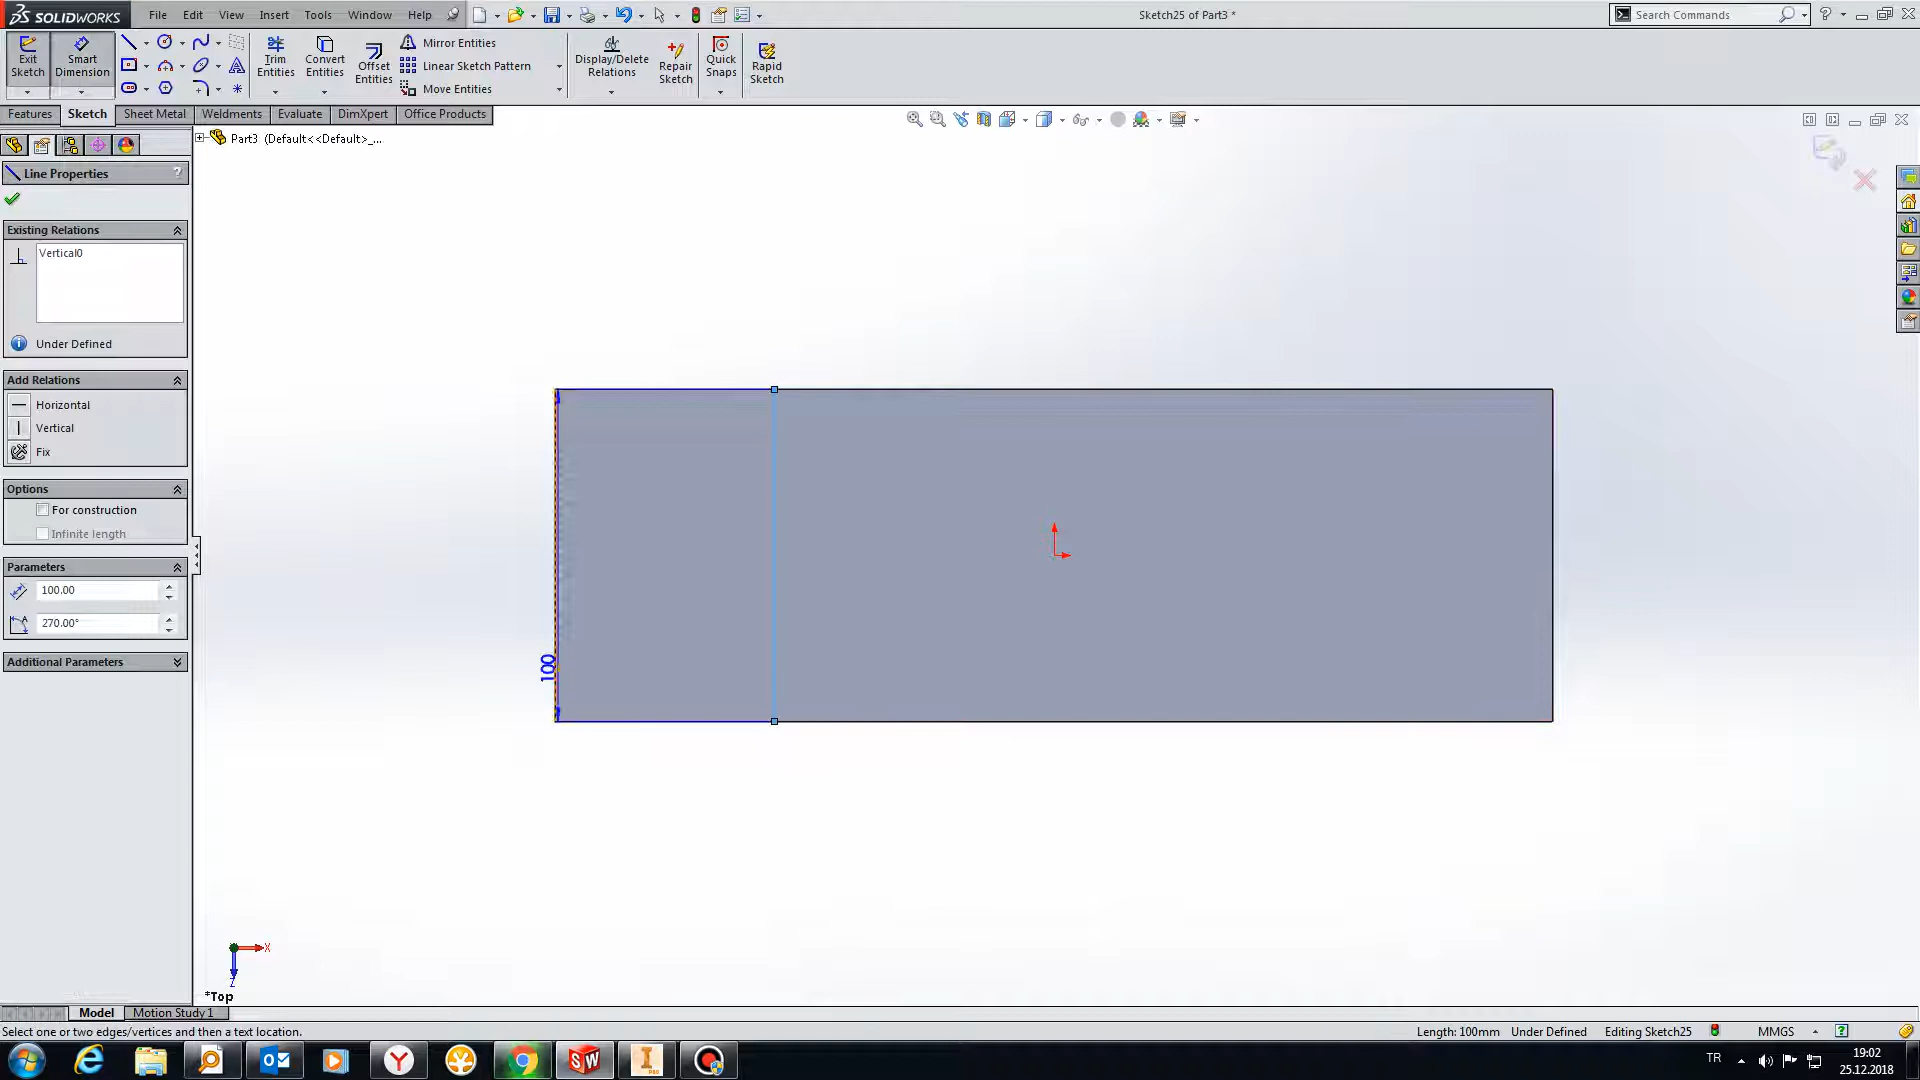 SOLIDWORKS File Edit View Insert Tools Window Help Sketch25 of Part3 * Search Commands
Exit Sketch
Smart Dimension
Trim Entities
Convert Entities
Offset Entities
Mirror Entities
Linear Sketch Pattern
Move Entities
Display/Delete Relations
Repair Sketch
Quick Snaps
Rapid Sketch
Features Sketch Sheet Metal Weldments Evaluate DimXpert Office Products
Part3 (Default<<Default>_...
Line Properties ?
Existing Relations
Vertical0
Under Defined
Add Relations
Horizontal
Vertical
Fix
Options
For construction
Infinite length
Parameters
100.00
270.00°
Additional Parameters
100
X
Z
*Top
Model Motion Study 1
Select one or two edges/vertices and then a text location. Length: 100mm Under Defined Editing Sketch25 MMGS
TR 19:02
25.12.2018